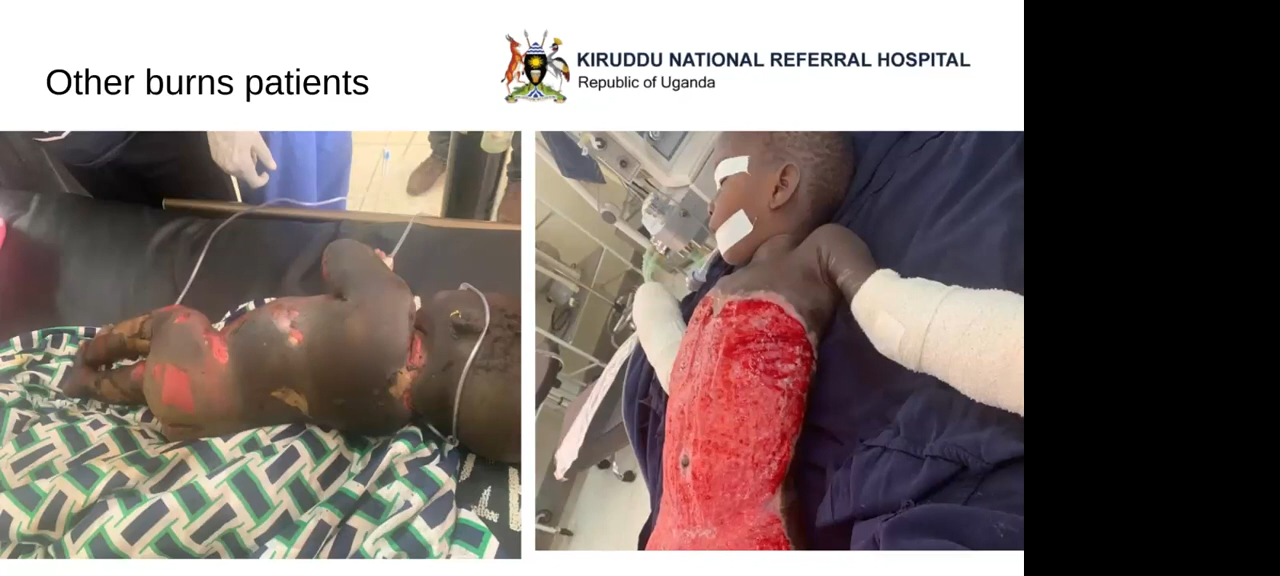 Other burns patients
KIRUDDU NATIONAL REFERRAL HOSPITAL
Republic of Uganda